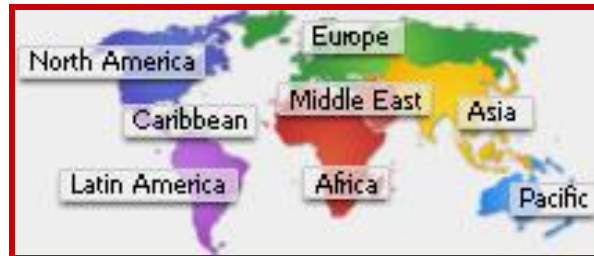 Europe
North America
Middle East
Asia
Caribbean
Latin America
Africa
Pacific